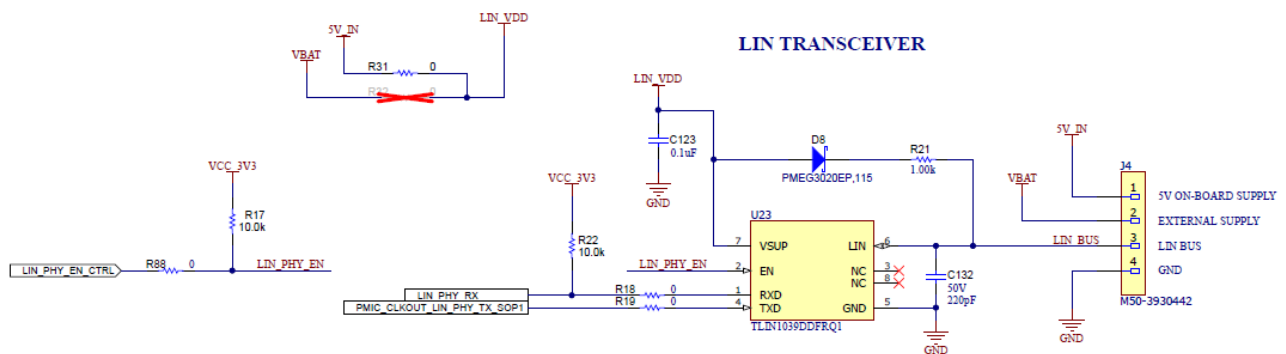 LIN_VDD
5V_IN
VBAT
R31 0
R32 0
LIN TRANSCEIVER
LIN_VDD
C123
0.1uF
GND
D8
PMEG3020EP,115
R21
1.00k
5V_IN
VBAT
J4
1 5V ON-BOARD SUPPLY
2 EXTERNAL SUPPLY
LIN_BUS 3 LIN BUS
4 GND
M50-3930442
GND
VCC_3V3
R17
10.0k
LIN_PHY_EN_CTRL R88 0 LIN_PHY_EN
VCC_3V3
R22
10.0k
U23
7 VSUP LIN 6
LIN_PHY_EN 2 EN NC 3
NC 8
LIN_PHY_RX R18 0 1 RXD
PMIC_CLKOUT_LIN_PHY_TX_SOP1 R19 0 4 TXD GND 5
TLIN1039DDFRQ1
C132
50V
220pF
GND